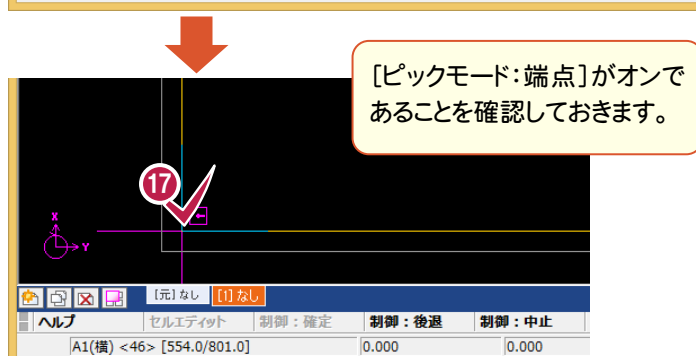 [ピックモード：端点]がオンで
あることを確認しておきます。
17
X
Y
[元]なし [1]なし
ヘルプ セルエディット 制御：確定 制御：後退 制御：中止
A1(横) <46> [554.0/801.0] 0.000 0.000